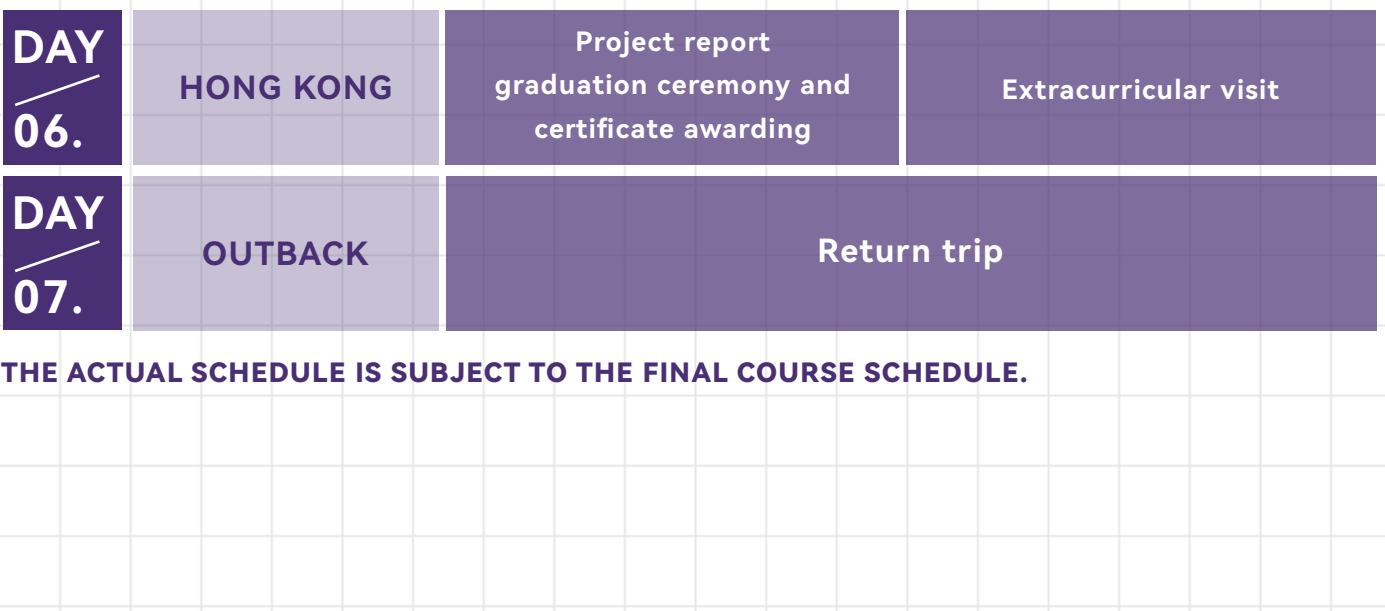 DAY
06.
HONG KONG
Project report
graduation ceremony and
certificate awarding
Extracurricular visit
DAY
07.
OUTBACK
Return trip
THE ACTUAL SCHEDULE IS SUBJECT TO THE FINAL COURSE SCHEDULE.